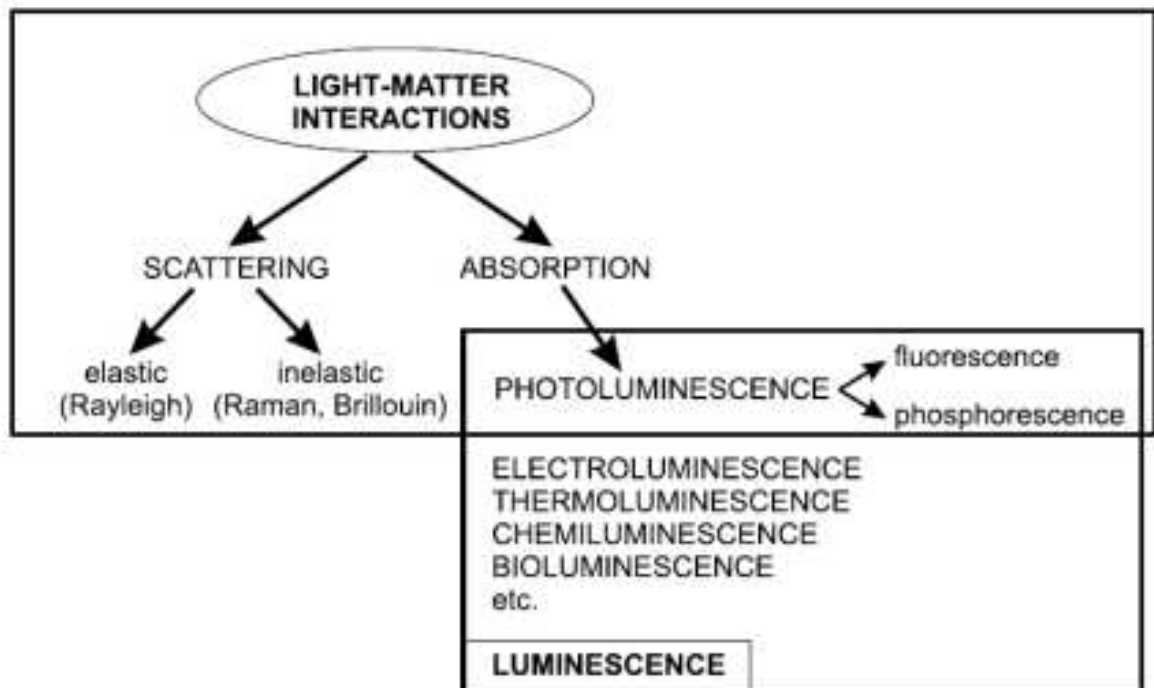 LIGHT-MATTER
INTERACTIONS
SCATTERING
ABSORPTION
elastic
(Rayleigh)
inelastic
(Raman, Brillouin)
PHOTOLUMINESCENCE
fluorescence
phosphorescence
ELECTROLUMINESCENCE
THERMOLUMINESCENCE
CHEMILUMINESCENCE
BIOLUMINESCENCE
etc.
LUMINESCENCE